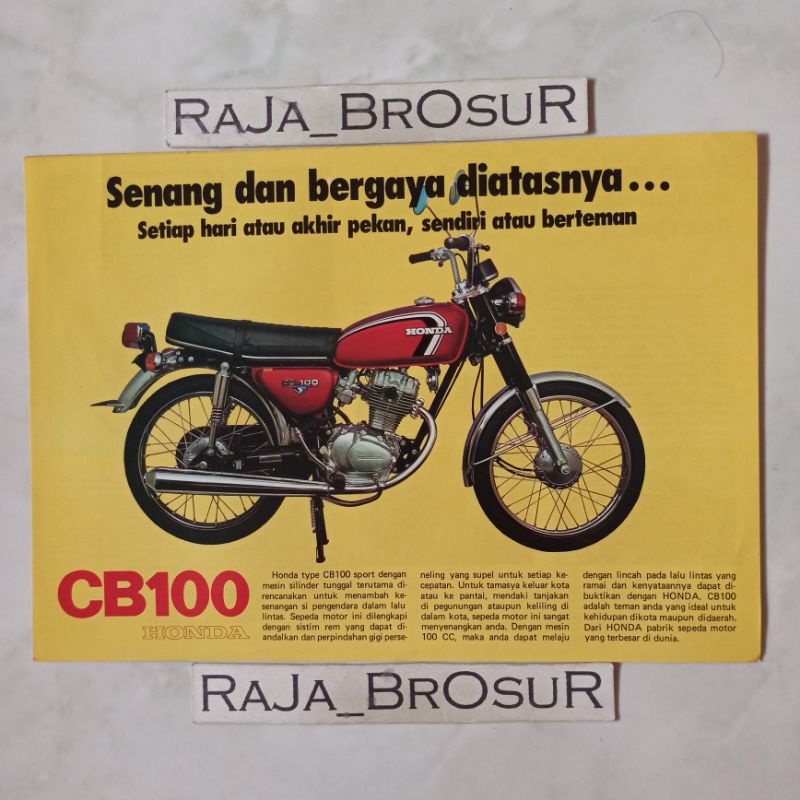 RAJA_BROSUR
Senang dan bergaya diatasnya...
Setiap hari atau akhir pekan, sendiri atau berteman
HONDA
CB100
HONDA
Honda type CB100 sport dengan
mesin silinder tunggal terutama di-
rencanakan untuk menambah ke-
senangan si pengendara dalam lalu
lintas. Sepeda motor ini dilengkapi
dengan sistim rem yang dapat di-
andalkan dan perpindahan gigi perse-
neling yang supel untuk setiap ke-
cepatan. Untuk tamasya keluar kota
atau ke pantai, mendaki tanjakan
di pegunungan ataupun keliling di
dalam kota, sepeda motor ini sangat
menyenangkan anda. Dengan mesin
100 CC, maka anda dapat melaju
dengan lincah pada lalu lintas yang
ramai dan kenyataannya dapat di-
buktikan dengan HONDA. CB100
adalah teman anda yang ideal untuk
kehidupan dikota maupun didaerah.
Dari HONDA pabrik sepeda motor
yang terbesar di dunia.
RAJA_BROSUR